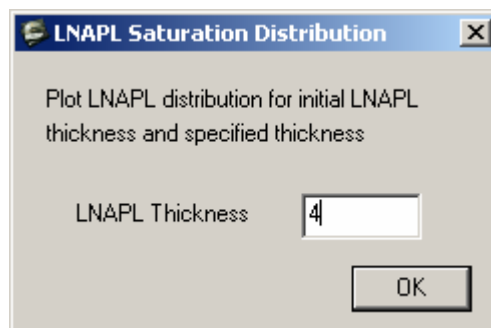 LNAPL Saturation Distribution
Plot LNAPL distribution for initial LNAPL
thickness and specified thickness
LNAPL Thickness 4
OK